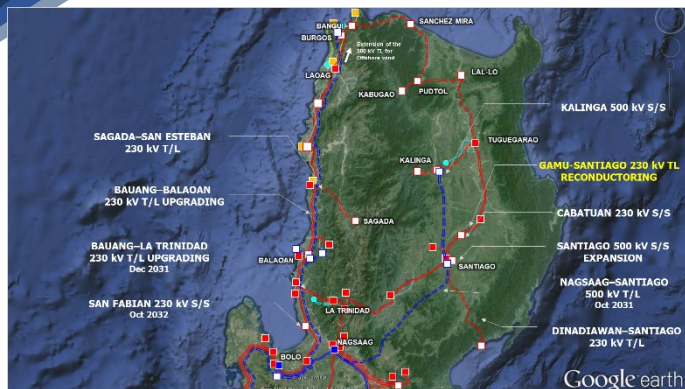 SANCHEZ MIRA
BANGUI
BURGOS
Extension of the
500 kV TL for
Offshore wind
LAOAG
LAL-LO
KABUGAO
PUDTOL
KALINGA 500 kV S/S
SAGADA–SAN ESTEBAN
230 kV T/L
TUGUEGARAO
KALINGA
GAMU-SANTIAGO 230 kV TL
RECONDUCTORING
BAUANG–BALAOAN
230 kV T/L UPGRADING
CABATUAN 230 kV S/S
SAGADA
BAUANG–LA TRINIDAD
230 kV T/L UPGRADING
Dec 2031
SANTIAGO 500 kV S/S
EXPANSION
BALAOAN
SANTIAGO
NAGSAAG–SANTIAGO
500 kV T/L
Oct 2031
SAN FABIAN 230 kV S/S
Oct 2032
LA TRINIDAD
DINADIAWAN–SANTIAGO
230 kV T/L
NAGSAAG
BOLO
Google earth